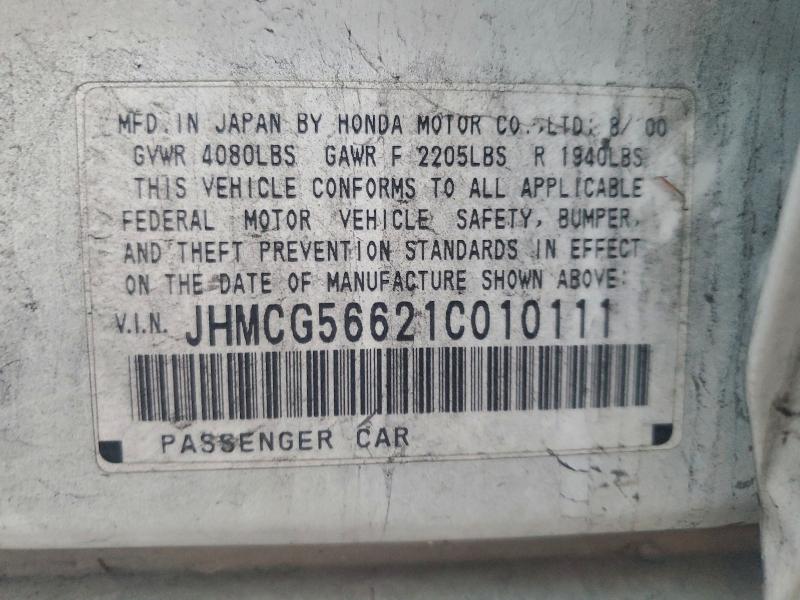 MFD. IN JAPAN BY HONDA MOTOR CO., LTD; 8/ 00
GVWR 4080LBS GAWR F 2205LBS R 1940LBS
THIS VEHICLE CONFORMS TO ALL APPLICABLE
FEDERAL MOTOR VEHICLE SAFETY, BUMPER,
AND THEFT PREVENTION STANDARDS IN EFFECT
ON THE DATE OF MANUFACTURE SHOWN ABOVE:
V.I.N. JHMCG56621C010111
PASSENGER CAR